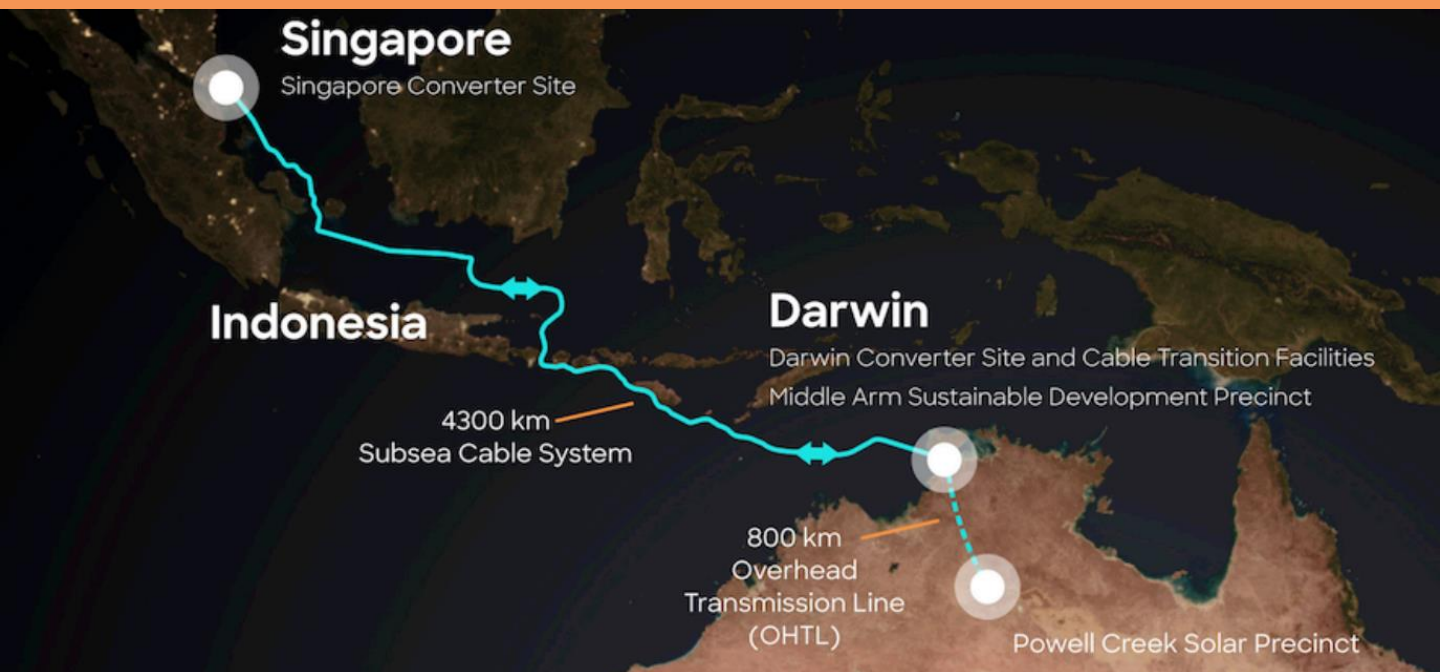 Singapore
Singapore Converter Site
Indonesia
Darwin
Darwin Converter Site and Cable Transition Facilities
Middle Arm Sustainable Development Precinct
4300 km
Subsea Cable System
800 km
Overhead
Transmission Line
(OHTL)
Powell Creek Solar Precinct